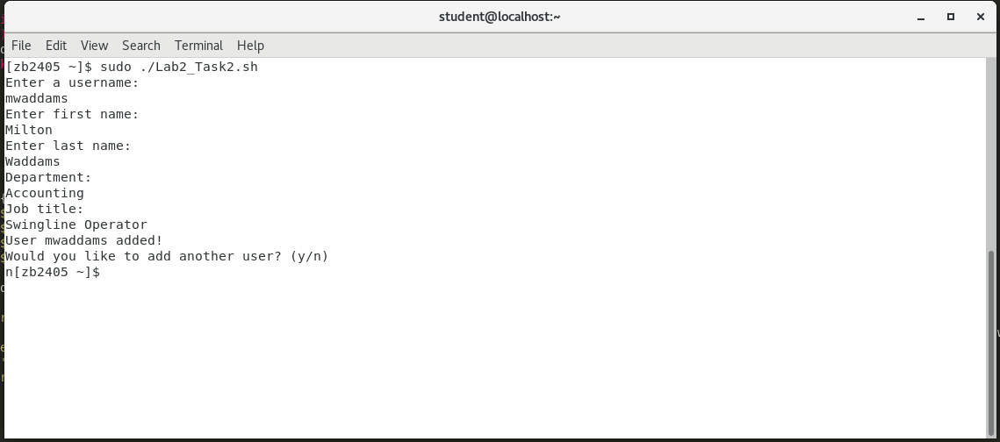 student@localhost:~
File Edit View Search Terminal Help
[zb2405 ~]$ sudo ./Lab2_Task2.sh
Enter a username:
mwaddams
Enter first name:
Milton
Enter last name:
Waddams
Department:
Accounting
Job title:
Swingline Operator
User mwaddams added!
Would you like to add another user? (y/n)
n[zb2405 ~]$